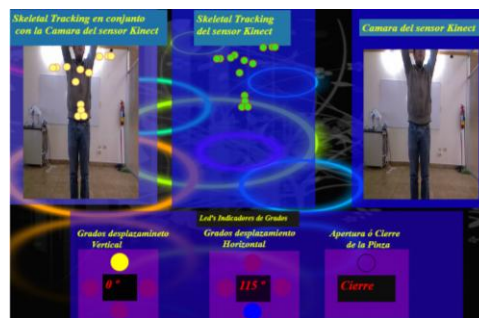 Skeletal Tracking en conjunto
con la Camara del sensor Kinect
Skeletal Tracking
del sensor Kinect
Camara del sensor Kinect
Led's Indicadores de Grados
Grados desplazamineto
Vertical
Grados desplazamiento
Horizontal
Apertura ó Cierre
de la Pinza
0 º
115 º
Cierre